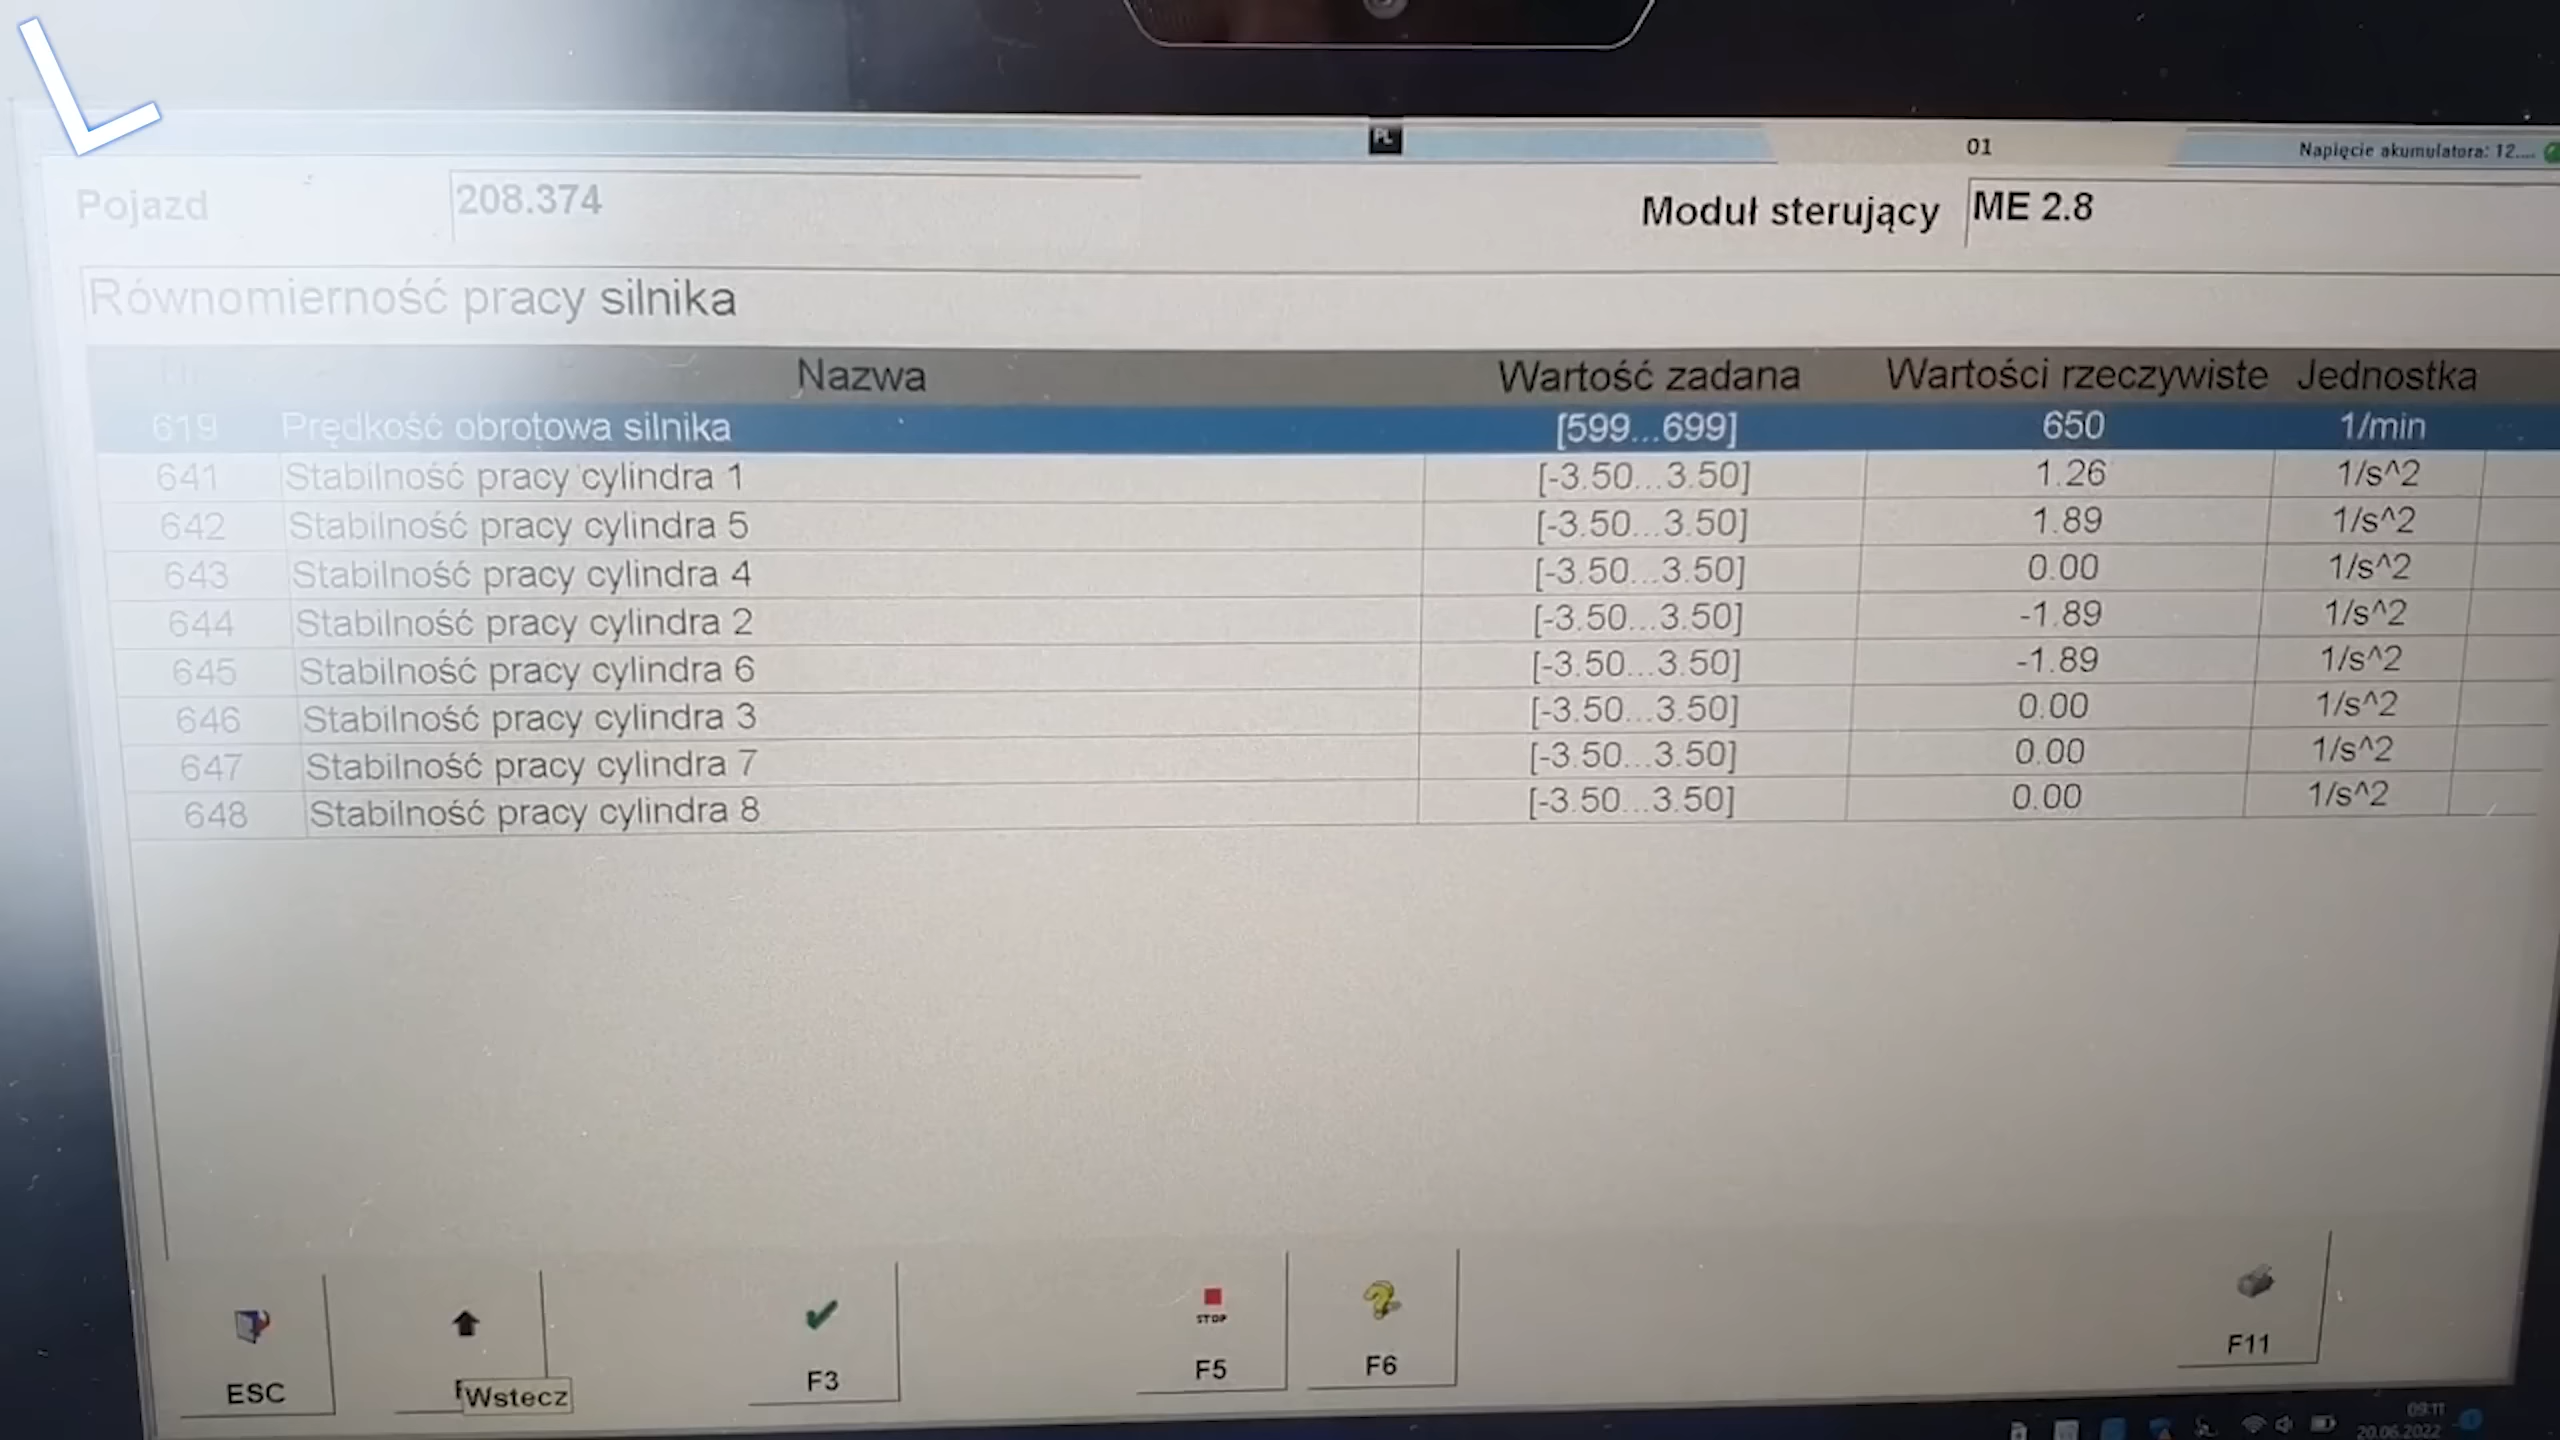 PL
01
Napięcie akumulatora: 12....
Pojazd 208.374 Moduł sterujący ME 2.8
Równomierność pracy silnika
Nazwa Wartość zadana Wartości rzeczywiste Jednostka
619 Prędkość obrotowa silnika [599...699] 650 1/min
641 Stabilność pracy cylindra 1 [-3.50...3.50] 1.26 1/s^2
642 Stabilność pracy cylindra 5 [-3.50...3.50] 1.89 1/s^2
643 Stabilność pracy cylindra 4 [-3.50...3.50] 0.00 1/s^2
644 Stabilność pracy cylindra 2 [-3.50...3.50] -1.89 1/s^2
645 Stabilność pracy cylindra 6 [-3.50...3.50] -1.89 1/s^2
646 Stabilność pracy cylindra 3 [-3.50...3.50] 0.00 1/s^2
647 Stabilność pracy cylindra 7 [-3.50...3.50] 0.00 1/s^2
648 Stabilność pracy cylindra 8 [-3.50...3.50] 0.00 1/s^2
STOP
ESC Wstecz F3 F5 F6 F11
09:11
20.06.2022